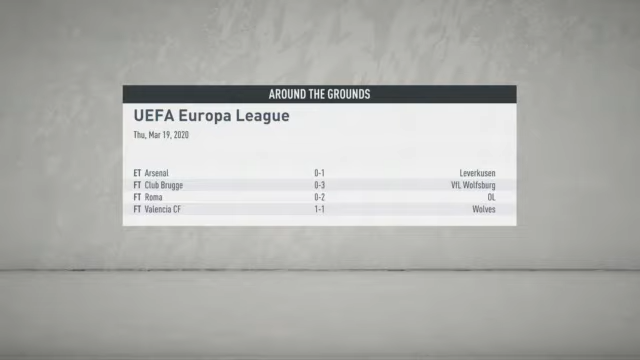 AROUND THE GROUNDS
UEFA Europa League
Thu, Mar 19, 2020
ET Arsenal 0-1 Leverkusen
FT Club Brugge 0-3 VfL Wolfsburg
FT Roma 0-2 OL
FT Valencia CF 1-1 Wolves